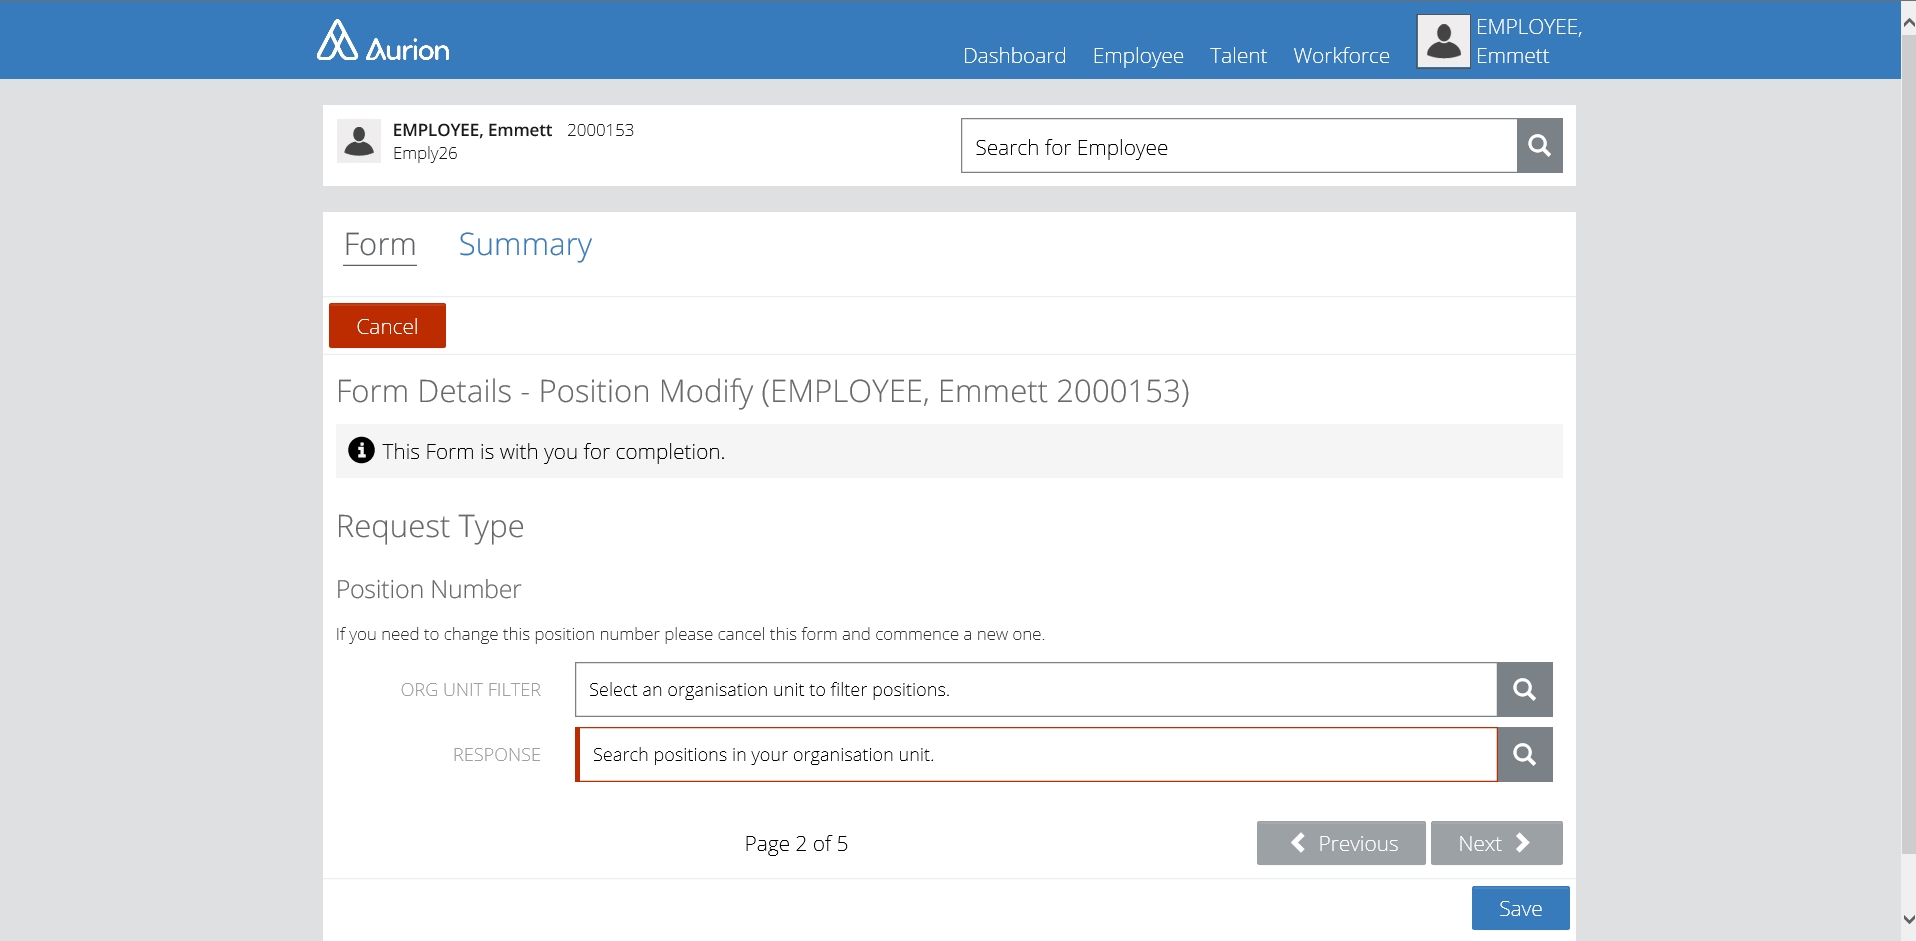 Aurion
Dashboard Employee Talent Workforce
EMPLOYEE,
Emmett
EMPLOYEE, Emmett 2000153
Emply26
Search for Employee
Form Summary
Cancel
Form Details - Position Modify (EMPLOYEE, Emmett 2000153)
This Form is with you for completion.
Request Type
Position Number
If you need to change this position number please cancel this form and commence a new one.
ORG UNIT FILTER Select an organisation unit to filter positions.
RESPONSE Search positions in your organisation unit.
Page 2 of 5 Previous Next
Save